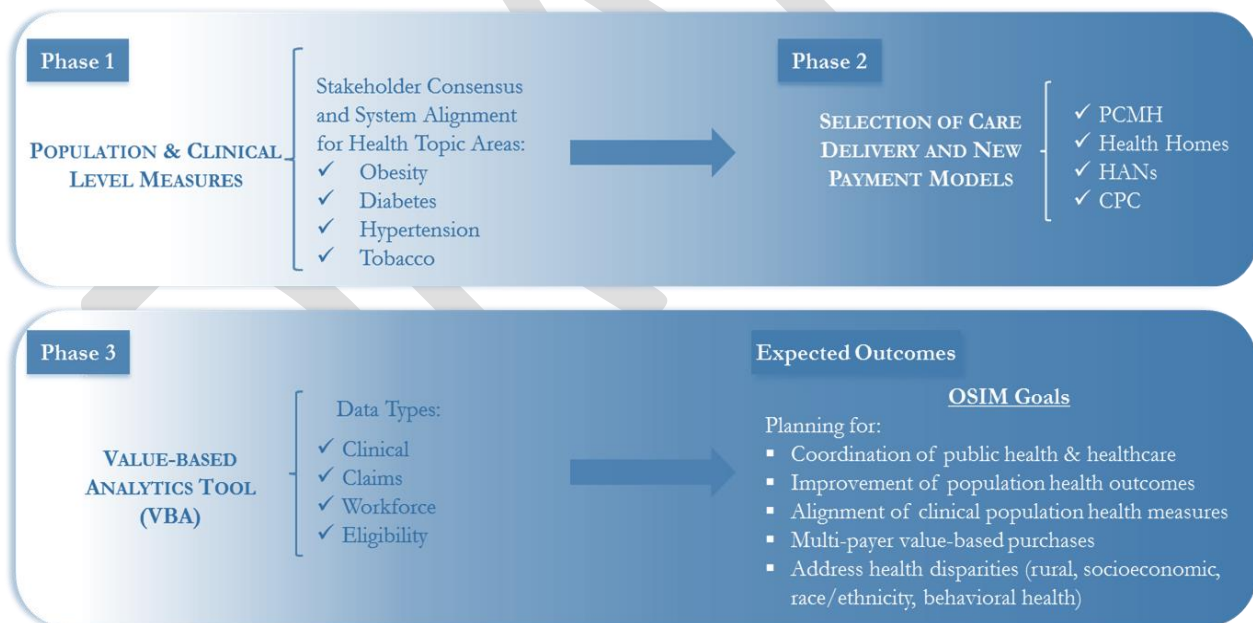 Phase 1
POPULATION & CLINICAL
LEVEL MEASURES
Stakeholder Consensus
and System Alignment
for Health Topic Areas:
✓ Obesity
✓ Diabetes
✓ Hypertension
✓ Tobacco
Phase 2
SELECTION OF CARE
DELIVERY AND NEW
PAYMENT MODELS
✓ PCMH
✓ Health Homes
✓ HANs
✓ CPC
Phase 3
VALUE-BASED
ANALYTICS TOOL
(VBA)
Data Types:
✓ Clinical
✓ Claims
✓ Workforce
✓ Eligibility
Expected Outcomes
OSIM Goals
Planning for:
▪ Coordination of public health & healthcare
▪ Improvement of population health outcomes
▪ Alignment of clinical population health measures
▪ Multi-payer value-based purchases
▪ Address health disparities (rural, socioeconomic,
race/ethnicity, behavioral health)